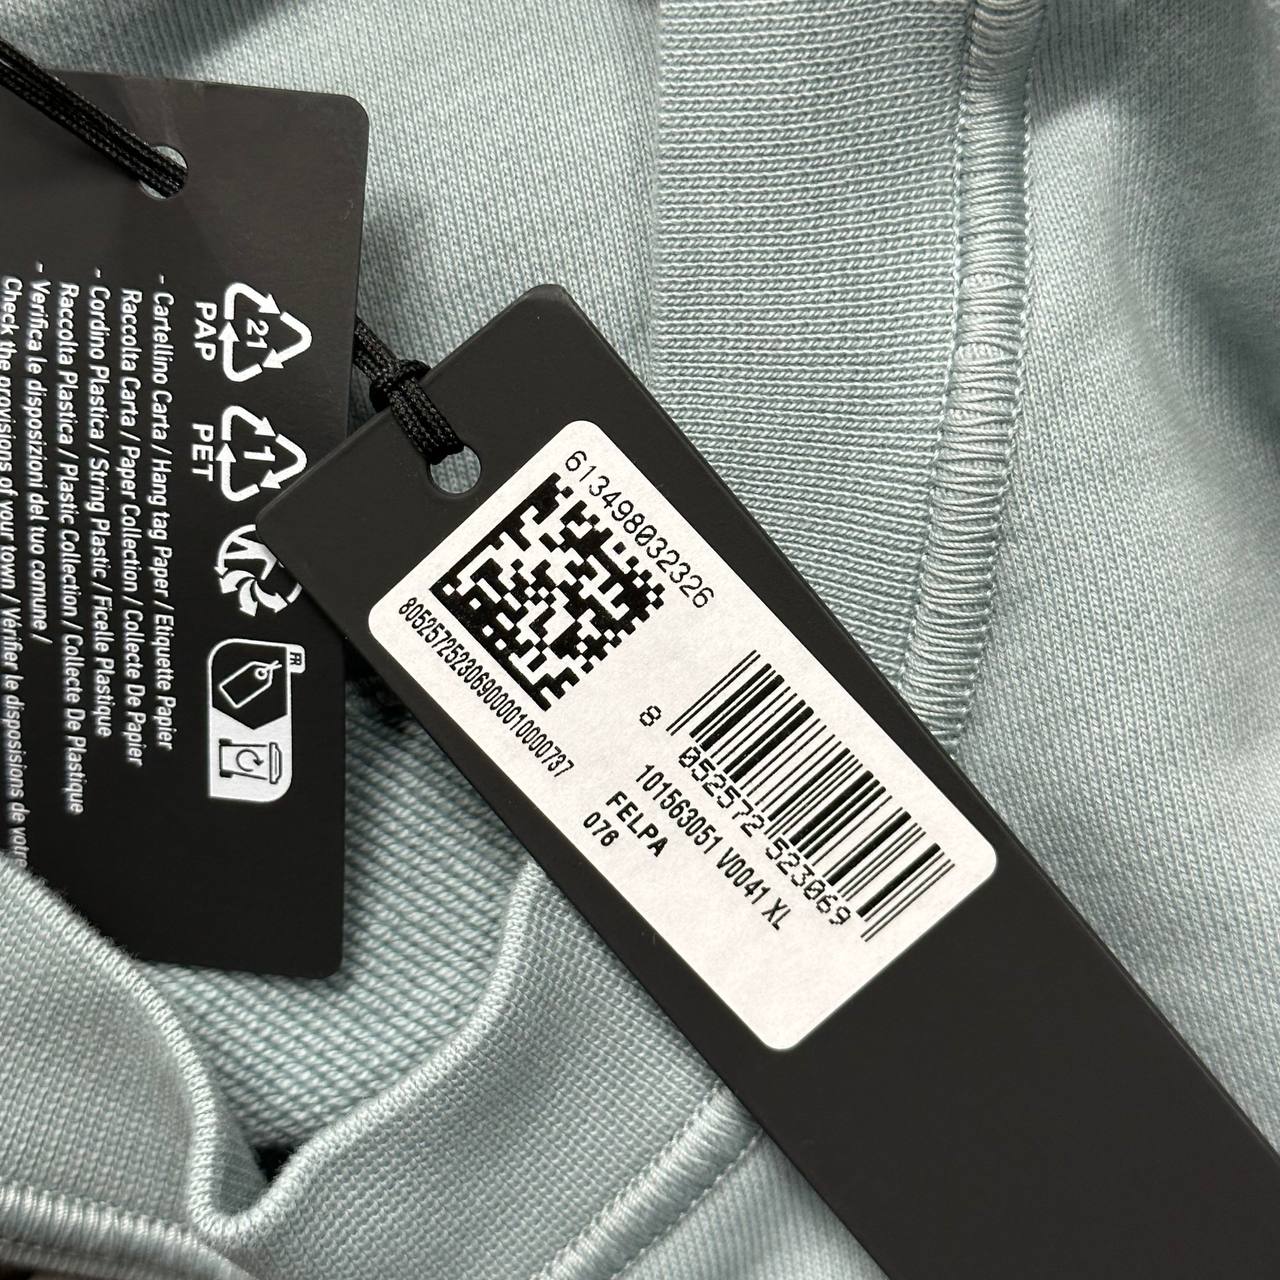 21
PAP
1
PET
FR
- Cartellino Carta / Hang tag Paper / Etiquette Papier
Raccolta Carta / Paper Collection / Collecte De Papier
- Cordino Plastica / String Plastic / Ficelle Plastique
Raccolta Plastica / Plastic Collection / Collecte De Plastique
- Verifica le disposizioni del tuo comune /
Check the provisions of your town / Vérifier le disposisions de votre
613498032326
80525725230690000010000737
8 052572 523069
101563051 V0041 XL
FELPA
076